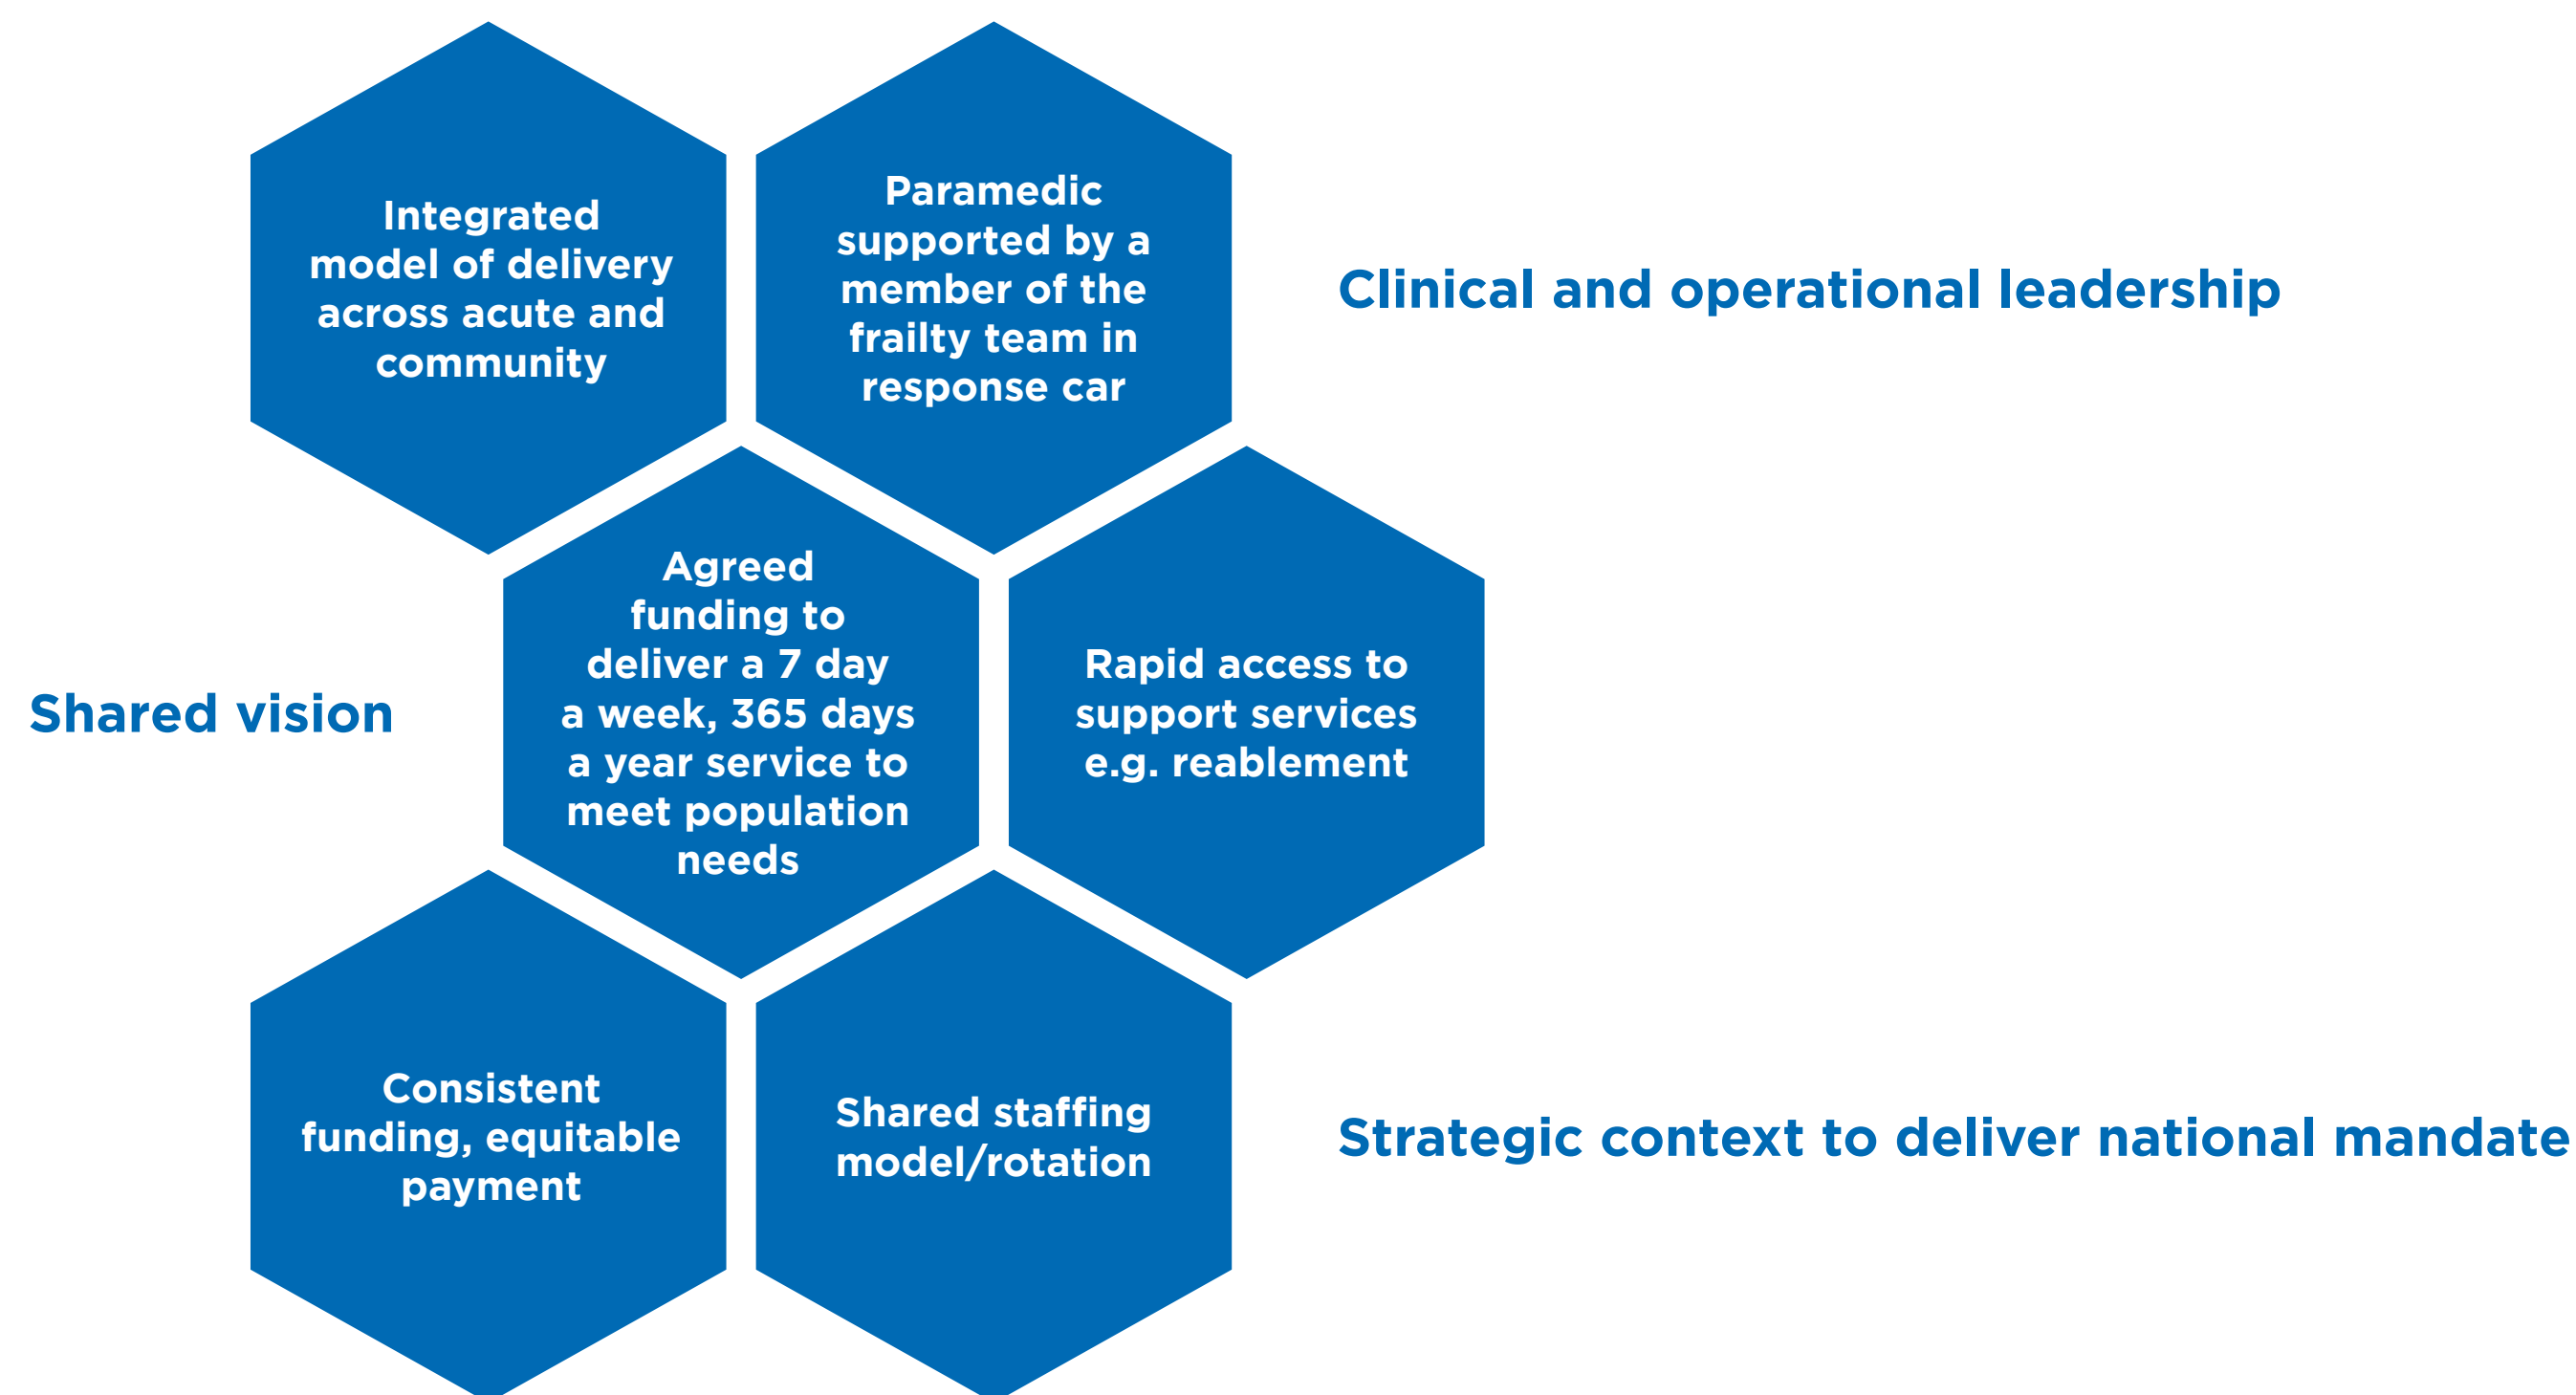 Integrated
model of delivery
across acute and
community
Paramedic
supported by a
member of the
frailty team in
response car
Clinical and operational leadership
Shared vision
Agreed
funding to
deliver a 7 day
a week, 365 days
a year service to
meet population
needs
Rapid access to
support services
e.g. reablement
Consistent
funding, equitable
payment
Shared staffing
model/rotation
Strategic context to deliver national mandate